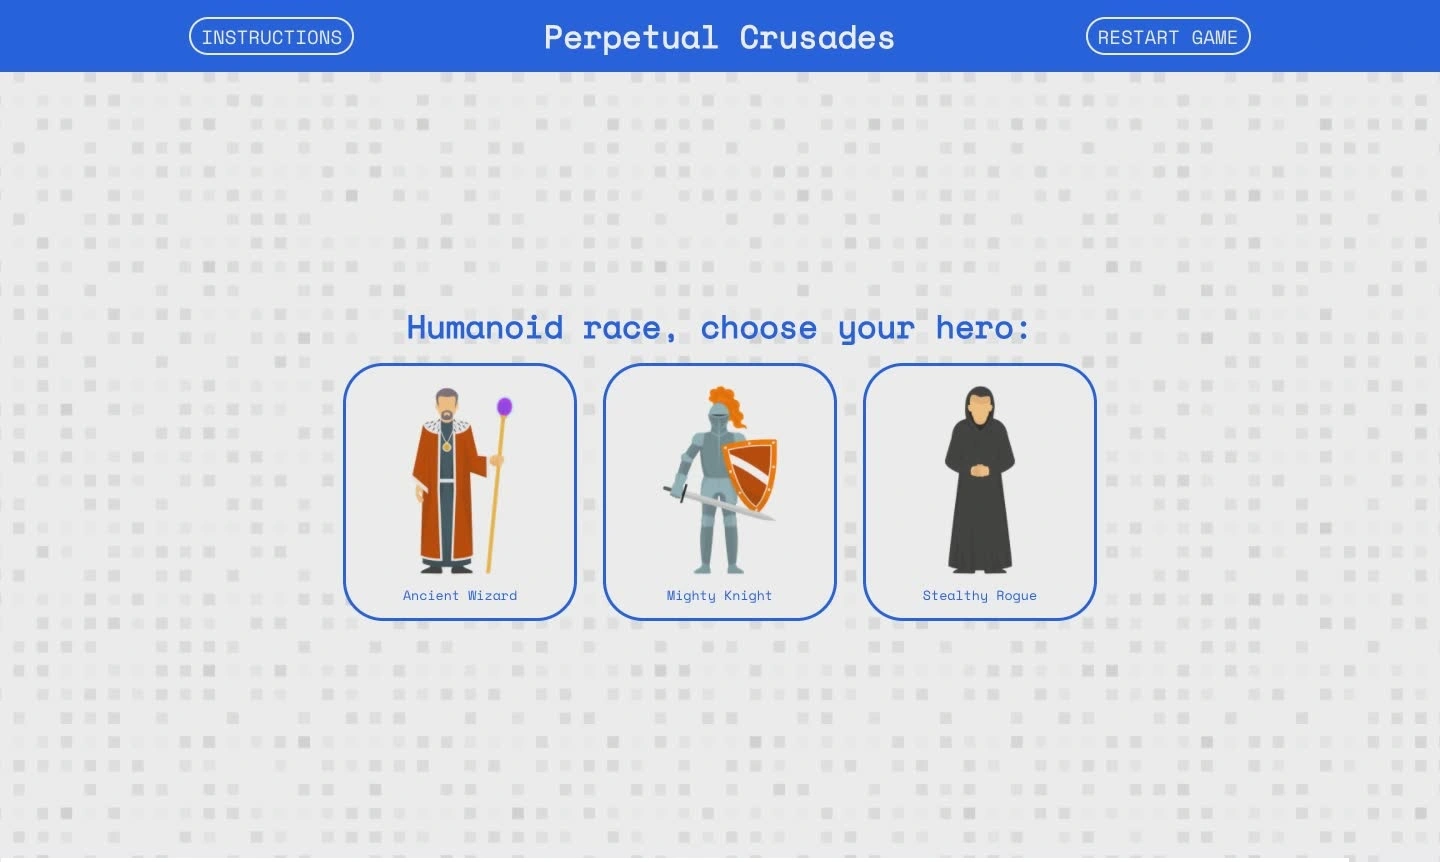 INSTRUCTIONS
Perpetual Crusades
RESTART GAME
Humanoid race, choose your hero:
Ancient Wizard
Mighty Knight
Stealthy Rogue